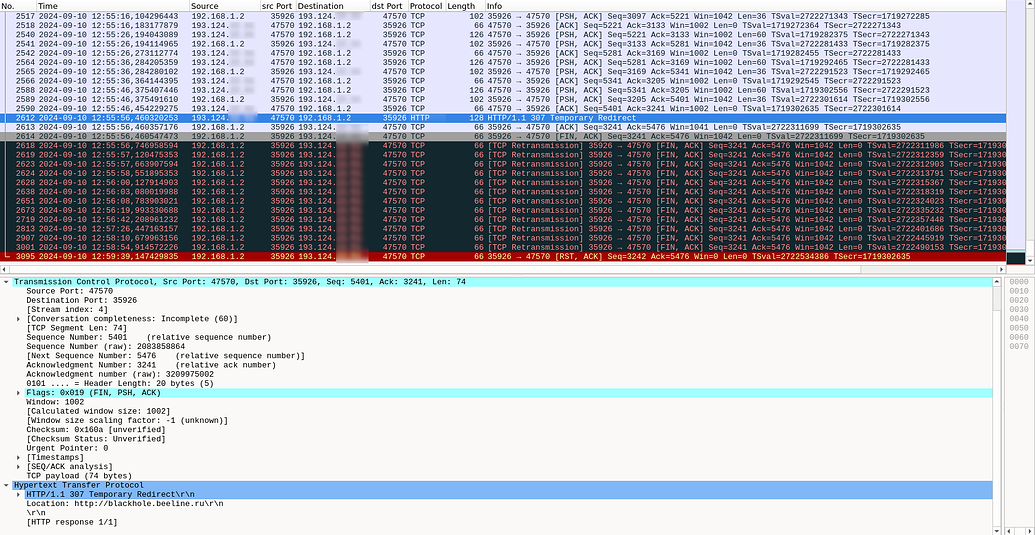 No. Time Source src Port Destination dst Port Protocol Length Info
2517 2024-09-10 12:55:16,104296443 192.168.1.2 35926 193.124. 47570 TCP 102 35926 → 47570 [PSH, ACK] Seq=3097 Ack=5221 Win=1042 Len=36 TSval=2722271343 TSecr=1719272285
2518 2024-09-10 12:55:16,183177879 193.124. 47570 192.168.1.2 35926 TCP 66 47570 → 35926 [ACK] Seq=5221 Ack=3133 Win=1002 Len=0 TSval=1719282375 TSecr=2722271343
2540 2024-09-10 12:55:26,194043089 193.124. 47570 192.168.1.2 35926 TCP 126 47570 → 35926 [PSH, ACK] Seq=5221 Ack=3133 Win=1002 Len=60 TSval=1719282375 TSecr=2722271343
2541 2024-09-10 12:55:26,194114965 192.168.1.2 35926 193.124. 47570 TCP 102 35926 → 47570 [PSH, ACK] Seq=3133 Ack=5281 Win=1042 Len=36 TSval=2722281433 TSecr=1719282375
2542 2024-09-10 12:55:26,273112774 193.124. 47570 192.168.1.2 35926 TCP 66 47570 → 35926 [ACK] Seq=5281 Ack=3169 Win=1002 Len=0 TSval=1719282455 TSecr=2722281433
2564 2024-09-10 12:55:36,284205359 193.124. 47570 192.168.1.2 35926 TCP 126 47570 → 35926 [PSH, ACK] Seq=5281 Ack=3169 Win=1002 Len=60 TSval=1719292465 TSecr=2722281433
2565 2024-09-10 12:55:36,284280102 192.168.1.2 35926 193.124. 47570 TCP 102 35926 → 47570 [PSH, ACK] Seq=3169 Ack=5341 Win=1042 Len=36 TSval=2722291523 TSecr=1719292465
2566 2024-09-10 12:55:36,364144395 193.124. 47570 192.168.1.2 35926 TCP 66 47570 → 35926 [ACK] Seq=5341 Ack=3205 Win=1002 Len=0 TSval=1719292545 TSecr=2722291523
2588 2024-09-10 12:55:46,375407446 193.124. 47570 192.168.1.2 35926 TCP 126 47570 → 35926 [PSH, ACK] Seq=5341 Ack=3205 Win=1002 Len=60 TSval=1719302556 TSecr=2722291523
2589 2024-09-10 12:55:46,375491610 192.168.1.2 35926 193.124. 47570 TCP 102 35926 → 47570 [PSH, ACK] Seq=3205 Ack=5401 Win=1042 Len=36 TSval=2722301614 TSecr=1719302556
2590 2024-09-10 12:55:46,454229275 193.124. 47570 192.168.1.2 35926 TCP 66 47570 → 35926 [ACK] Seq=5401 Ack=3241 Win=1002 Len=0 TSval=1719302635 TSecr=2722301614
2612 2024-09-10 12:55:56,460320253 193.124. 47570 192.168.1.2 35926 HTTP 128 HTTP/1.1 307 Temporary Redirect
2613 2024-09-10 12:55:56,460357176 192.168.1.2 35926 193.124. 47570 TCP 66 35926 → 47570 [ACK] Seq=3241 Ack=5476 Win=1041 Len=0 TSval=2722311699 TSecr=1719302635
2614 2024-09-10 12:55:56,460547473 192.168.1.2 35926 193.124. 47570 TCP 66 35926 → 47570 [FIN, ACK] Seq=3241 Ack=5476 Win=1042 Len=0 TSval=2722311699 TSecr=1719302635
2618 2024-09-10 12:55:56,746958594 192.168.1.2 35926 193.124. 47570 TCP 66 [TCP Retransmission] 35926 → 47570 [FIN, ACK] Seq=3241 Ack=5476 Win=1042 Len=0 TSval=2722311986 TSecr=171930
2619 2024-09-10 12:55:57,120475353 192.168.1.2 35926 193.124. 47570 TCP 66 [TCP Retransmission] 35926 → 47570 [FIN, ACK] Seq=3241 Ack=5476 Win=1042 Len=0 TSval=2722312359 TSecr=171930
2623 2024-09-10 12:55:57,663907594 192.168.1.2 35926 193.124. 47570 TCP 66 [TCP Retransmission] 35926 → 47570 [FIN, ACK] Seq=3241 Ack=5476 Win=1042 Len=0 TSval=2722312903 TSecr=171930
2624 2024-09-10 12:55:58,551895353 192.168.1.2 35926 193.124. 47570 TCP 66 [TCP Retransmission] 35926 → 47570 [FIN, ACK] Seq=3241 Ack=5476 Win=1042 Len=0 TSval=2722313791 TSecr=171930
2628 2024-09-10 12:56:00,127914903 192.168.1.2 35926 193.124. 47570 TCP 66 [TCP Retransmission] 35926 → 47570 [FIN, ACK] Seq=3241 Ack=5476 Win=1042 Len=0 TSval=2722315367 TSecr=171930
2638 2024-09-10 12:56:03,080019988 192.168.1.2 35926 193.124. 47570 TCP 66 [TCP Retransmission] 35926 → 47570 [FIN, ACK] Seq=3241 Ack=5476 Win=1042 Len=0 TSval=2722318319 TSecr=171930
2651 2024-09-10 12:56:08,783903021 192.168.1.2 35926 193.124. 47570 TCP 66 [TCP Retransmission] 35926 → 47570 [FIN, ACK] Seq=3241 Ack=5476 Win=1042 Len=0 TSval=2722324023 TSecr=171930
2673 2024-09-10 12:56:19,993330688 192.168.1.2 35926 193.124. 47570 TCP 66 [TCP Retransmission] 35926 → 47570 [FIN, ACK] Seq=3241 Ack=5476 Win=1042 Len=0 TSval=2722335232 TSecr=171930
2719 2024-09-10 12:56:42,208961232 192.168.1.2 35926 193.124. 47570 TCP 66 [TCP Retransmission] 35926 → 47570 [FIN, ACK] Seq=3241 Ack=5476 Win=1042 Len=0 TSval=2722357448 TSecr=171930
2813 2024-09-10 12:57:26,447163157 192.168.1.2 35926 193.124. 47570 TCP 66 [TCP Retransmission] 35926 → 47570 [FIN, ACK] Seq=3241 Ack=5476 Win=1042 Len=0 TSval=2722401686 TSecr=171930
2907 2024-09-10 12:58:10,679963156 192.168.1.2 35926 193.124. 47570 TCP 66 [TCP Retransmission] 35926 → 47570 [FIN, ACK] Seq=3241 Ack=5476 Win=1042 Len=0 TSval=2722445919 TSecr=171930
3001 2024-09-10 12:58:54,914572226 192.168.1.2 35926 193.124. 47570 TCP 66 [TCP Retransmission] 35926 → 47570 [FIN, ACK] Seq=3241 Ack=5476 Win=1042 Len=0 TSval=2722490153 TSecr=171930
3095 2024-09-10 12:59:39,147429835 192.168.1.2 35926 193.124. 47570 TCP 66 35926 → 47570 [RST, ACK] Seq=3242 Ack=5476 Win=0 Len=0 TSval=2722534386 TSecr=1719302635
Transmission Control Protocol, Src Port: 47570, Dst Port: 35926, Seq: 5401, Ack: 3241, Len: 74
Source Port: 47570
Destination Port: 35926
[Stream index: 4]
[Conversation completeness: Incomplete (60)]
[TCP Segment Len: 74]
Sequence Number: 5401 (relative sequence number)
Sequence Number (raw): 2083858864
[Next Sequence Number: 5476 (relative sequence number)]
Acknowledgment Number: 3241 (relative ack number)
Acknowledgment number (raw): 3209975002
0101 .... = Header Length: 20 bytes (5)
Flags: 0x019 (FIN, PSH, ACK)
Window: 1002
[Calculated window size: 1002]
[Window size scaling factor: -1 (unknown)]
Checksum: 0x160a [unverified]
[Checksum Status: Unverified]
Urgent Pointer: 0
[Timestamps]
[SEQ/ACK analysis]
TCP payload (74 bytes)
Hypertext Transfer Protocol
HTTP/1.1 307 Temporary Redirect\r\n
Location: http://blackhole.beeline.ru\r\n
\r\n
[HTTP response 1/1]
0000
0010
0020
0030
0040
0050
0060
0070